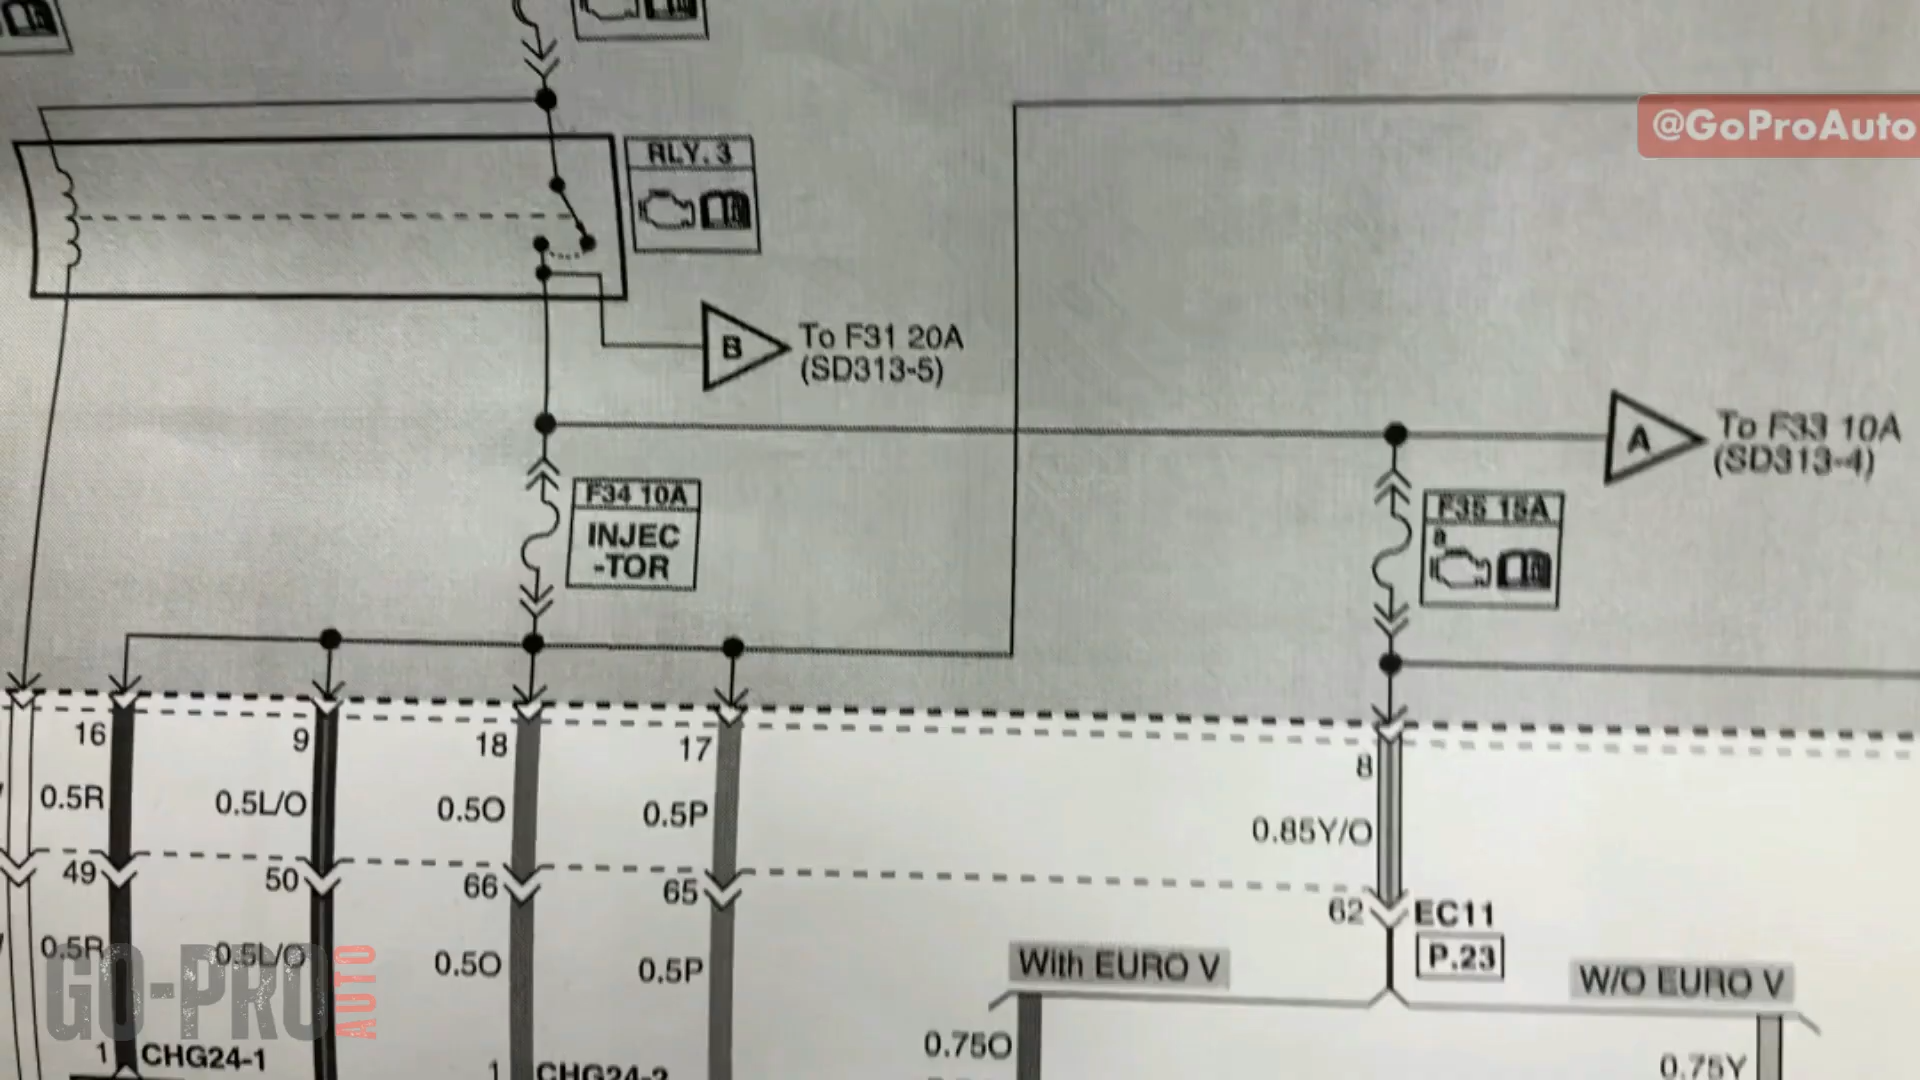 @GoProAuto
RLY. 3
B
To F31 20A
(SD313-5)
A
To F33 10A
(SD313-4)
F34 10A
INJEC
-TOR
F35 15A
a
16
9
18
17
8
0.5R
0.5L/O
0.5O
0.5P
0.85Y/O
49
50
66
65
62
EC11
P.23
0.5R
0.5L/O
0.5O
0.5P
With EURO V
W/O EURO V
GO-PRO
AUTO
0.75O
0.75Y
1
CHG24-1
1
CHG24-2